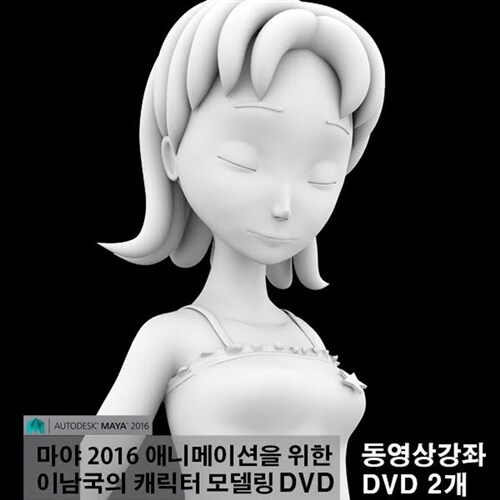 AUTODESK® MAYA® 2016
마야 2016 애니메이션을 위한
이남국의 캐릭터 모델링 DVD
동영상강좌
DVD 2개